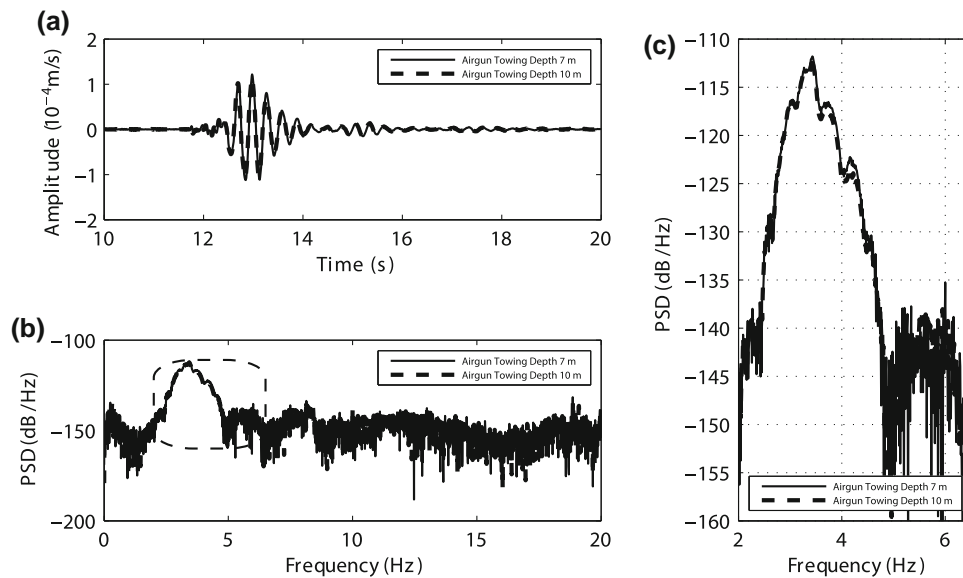 (a)
2
1
0
−1
−2
Amplitude (10⁻⁴m/s)
Airgun Towing Depth 7 m
Airgun Towing Depth 10 m
10
12
14
16
18
20
Time (s)
(b)
−100
−150
−200
PSD (dB/Hz)
Airgun Towing Depth 7 m
Airgun Towing Depth 10 m
0
5
10
15
20
Frequency (Hz)
(c)
−110
−115
−120
−125
−130
−135
−140
−145
−150
−155
−160
PSD (dB/Hz)
Airgun Towing Depth 7 m
Airgun Towing Depth 10 m
2
4
6
Frequency (Hz)